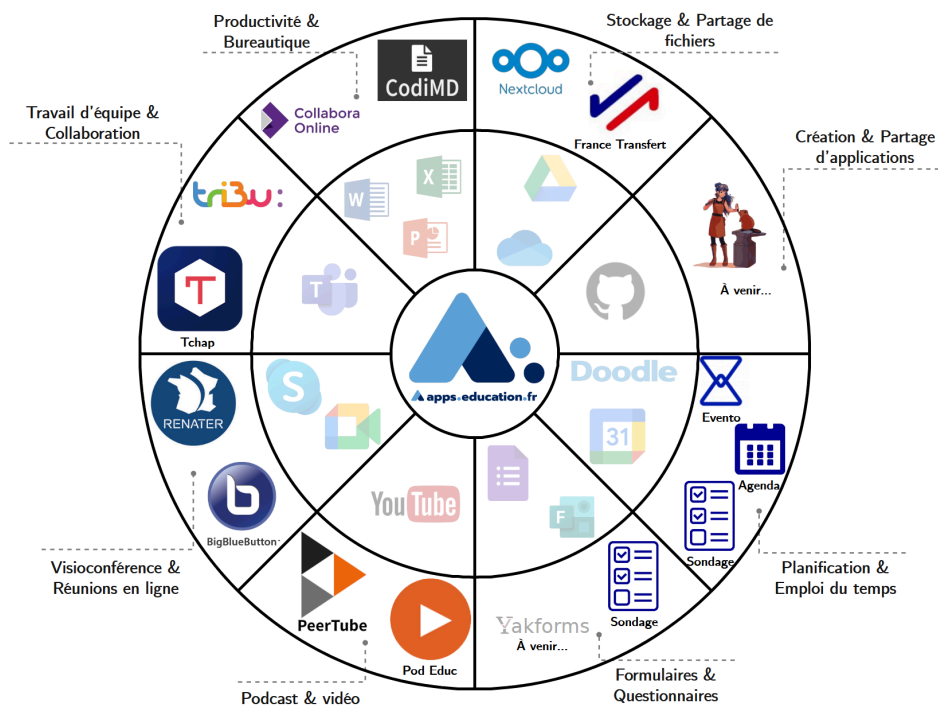 Productivité &
Bureautique
Stockage & Partage de
fichiers
CodiMD
Nextcloud
Collabora
Online
France Transfert
Travail d'équipe &
Collaboration
Création & Partage
d'applications
tri3u:
W
X
P
T
À venir...
T
Tchap
apps.education.fr
Doodle
Evento
RENATER
S
31
Agenda
b
BigBlueButton
YouTube
F
Sondage
Visioconférence &
Réunions en ligne
Planification &
Emploi du temps
PeerTube
Pod Educ
Yakforms
À venir...
Sondage
Podcast & vidéo
Formulaires &
Questionnaires